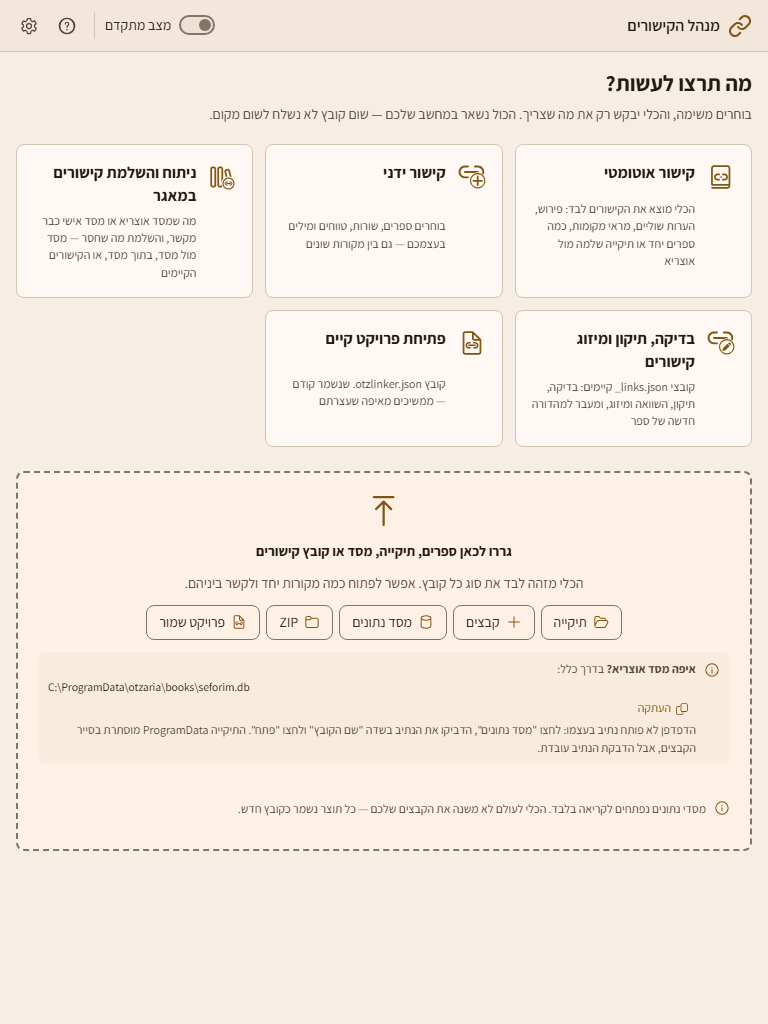 מנהל הקישורים
מצב מתקדם
מה תרצו לעשות?
בוחרים משימה, והכלי יבקש רק את מה שצריך. הכול נשאר במחשב שלכם — שום קובץ לא נשלח לשום מקום.
קישור אוטומטי
הכלי מוצא את הקישורים לבד: פירוש,
הערות שוליים, מראי מקומות, כמה
ספרים יחד או תיקייה שלמה מול
אוצריא
קישור ידני
בוחרים ספרים, שורות, טווחים ומילים
בעצמכם — גם בין מקורות שונים
ניתוח והשלמת קישורים
במאגר
מה שמסד אוצריא או מסד אישי כבר
מקשר, והשלמת מה שחסר — מסד
מול מסד, בתוך מסד, או הקישורים
הקיימים
בדיקה, תיקון ומיזוג
קישורים
קובצי links.json_ קיימים: בדיקה,
תיקון, השוואה ומיזוג, ומעבר למהדורה
חדשה של ספר
פתיחת פרויקט קיים
קובץ otzlinker.json. שנשמר קודם
— ממשיכים מאיפה שעצרתם
גררו לכאן ספרים, תיקייה, מסד או קובץ קישורים
הכלי מזהה לבד את סוג כל קובץ. אפשר לפתוח כמה מקורות יחד ולקשר ביניהם.
תיקייה
קבצים
מסד נתונים
ZIP
פרויקט שמור
איפה מסד אוצריא? בדרך כלל:
C:\ProgramData\otzaria\books\seforim.db
העתקה
הדפדפן לא פותח נתיב בעצמו: לחצו "מסד נתונים", הדביקו את הנתיב בשדה "שם הקובץ" ולחצו "פתח". התיקייה ProgramData מוסתרת בסייר
הקבצים, אבל הדבקת הנתיב עובדת.
מסדי נתונים נפתחים לקריאה בלבד. הכלי לעולם לא משנה את הקבצים שלכם — כל תוצר נשמר כקובץ חדש.